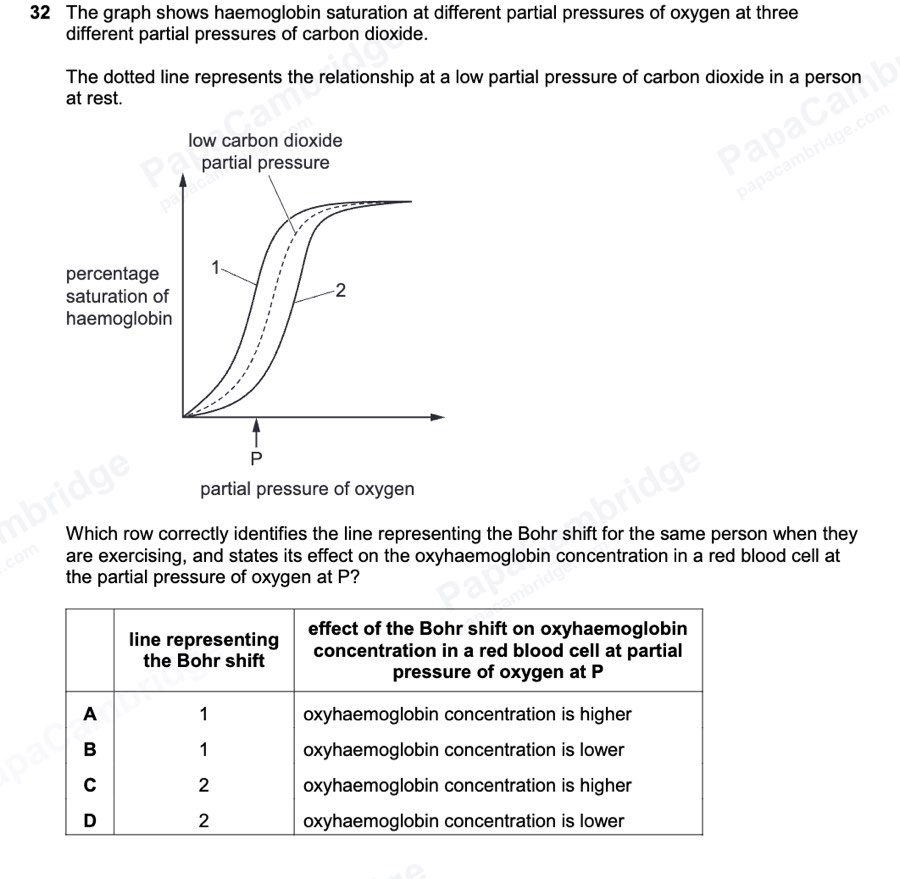 32 The graph shows haemoglobin saturation at different partial pressures of oxygen at three
different partial pressures of carbon dioxide.
The dotted line represents the relationship at a low partial pressure of carbon dioxide in a person
at rest.
low carbon dioxide
partial pressure
percentage
saturation of
haemoglobin
1
2
P
partial pressure of oxygen
Which row correctly identifies the line representing the Bohr shift for the same person when they
are exercising, and states its effect on the oxyhaemoglobin concentration in a red blood cell at
the partial pressure of oxygen at P?
line representing
the Bohr shift
effect of the Bohr shift on oxyhaemoglobin
concentration in a red blood cell at partial
pressure of oxygen at P
A 1 oxyhaemoglobin concentration is higher
B 1 oxyhaemoglobin concentration is lower
C 2 oxyhaemoglobin concentration is higher
D 2 oxyhaemoglobin concentration is lower
PapaCambridge
papacambridge.com